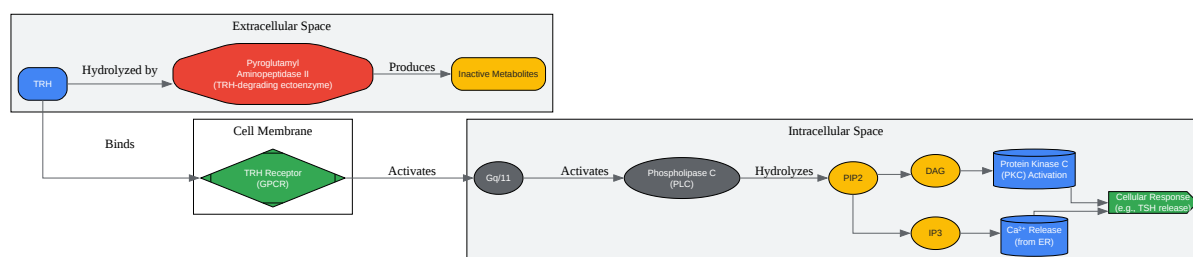 Extracellular Space
TRH
Hydrolyzed by
Pyroglutamyl
Aminopeptidase II
(TRH-degrading ectoenzyme)
Produces
Inactive Metabolites
Binds
Cell Membrane
TRH Receptor
(GPCR)
Activates
Intracellular Space
Gq/11
Activates
Phospholipase C
(PLC)
Hydrolyzes
PIP2
DAG
Protein Kinase C
(PKC) Activation
IP3
Ca²⁺ Release
(from ER)
Cellular Response
(e.g., TSH release)